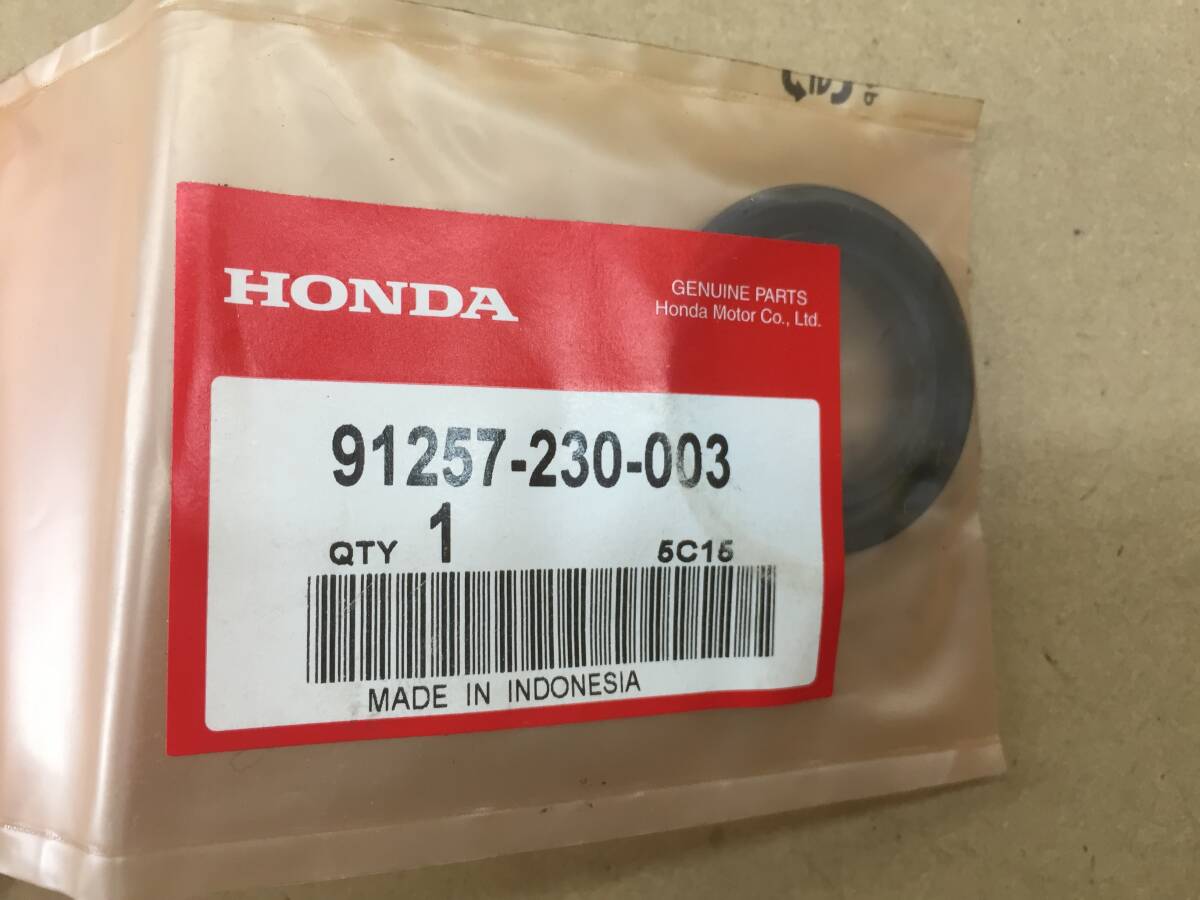 HONDA
GENUINE PARTS
Honda Motor Co., Ltd.
91257-230-003
QTY 1 5C15
MADE IN INDONESIA